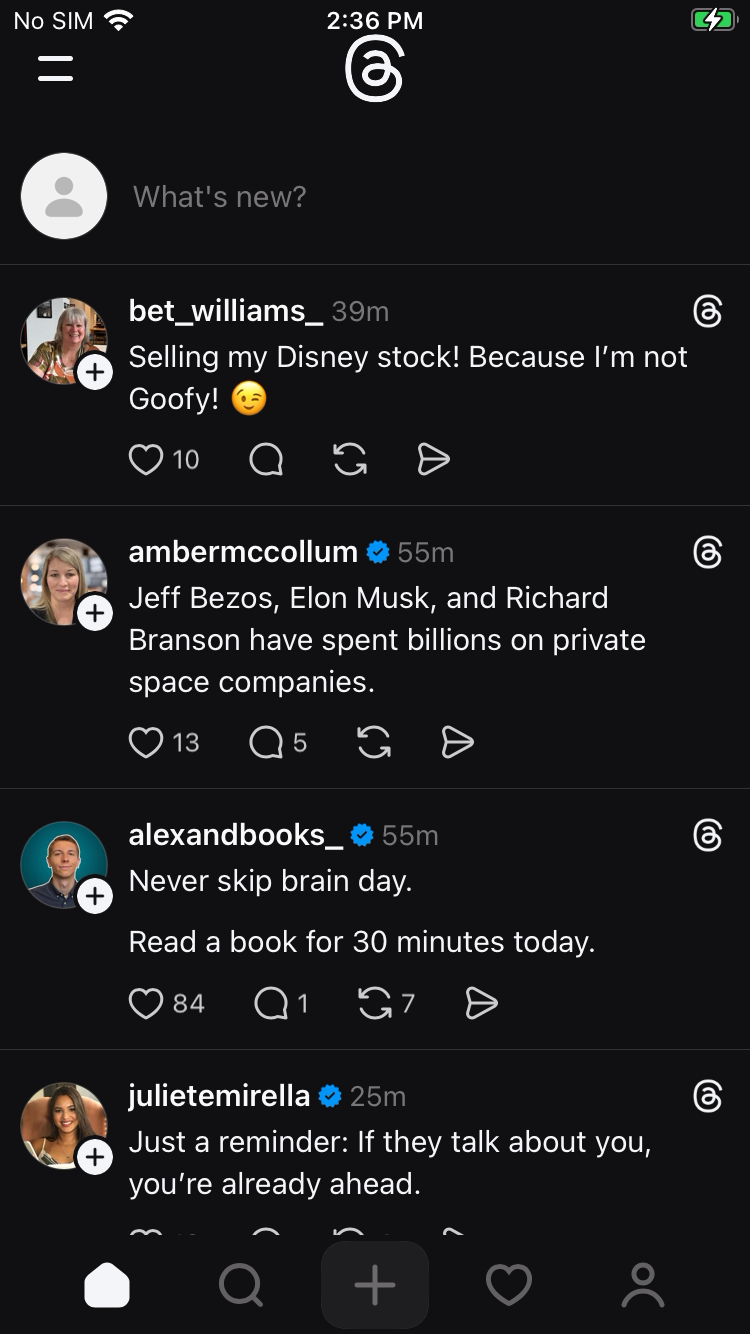 No SIM 2:36 PM
What's new?
bet_williams_ 39m
Selling my Disney stock! Because I’m not
Goofy! 😉
10
ambermccollum 55m
Jeff Bezos, Elon Musk, and Richard
Branson have spent billions on private
space companies.
13 5
alexandbooks_ 55m
Never skip brain day.
Read a book for 30 minutes today.
84 1 7
julietemirella 25m
Just a reminder: If they talk about you,
you’re already ahead.